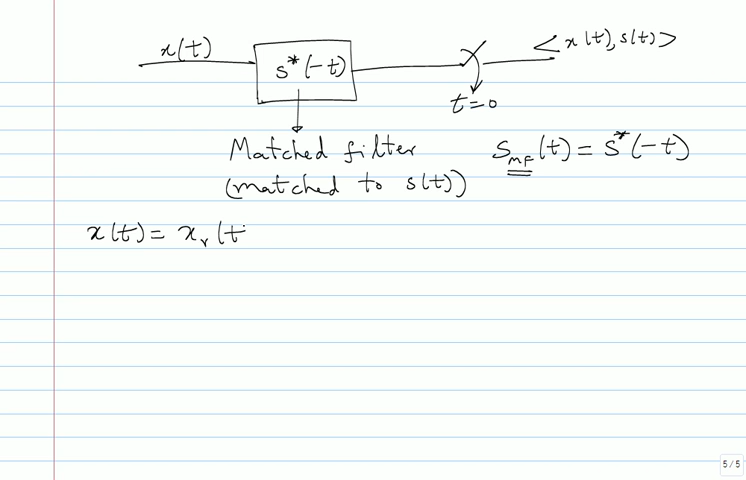 x(t) s*(-t) <x(t), s(t)>
t=0
Matched filter S_MF(t) = s*(-t)
(matched to s(t))
x(t) = x_r(t
5 / 5